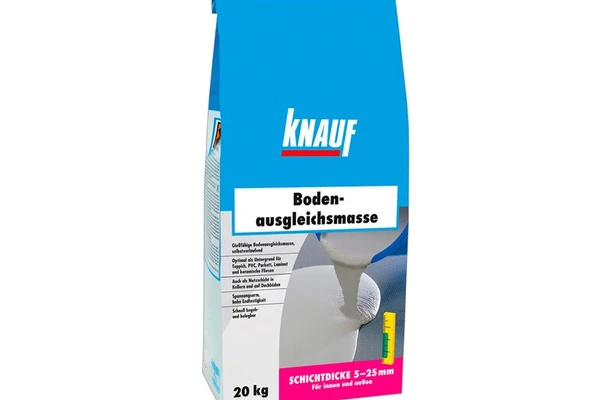 KNAUF
Boden-
ausgleichsmasse
Gießfähige Bodenausgleichsmasse,
selbstverlaufend
Optimal als Untergrund für
Teppich, PVC, Parkett, Laminat
und keramische Fliesen
Auch als Nutzschicht in
Kellern und auf Dachböden
Spannungsarm,
hohe Endfestigkeit
Schnell begeh-
und belegbar
20 kg
SCHICHTDICKE 5–25 mm
Für innen und außen